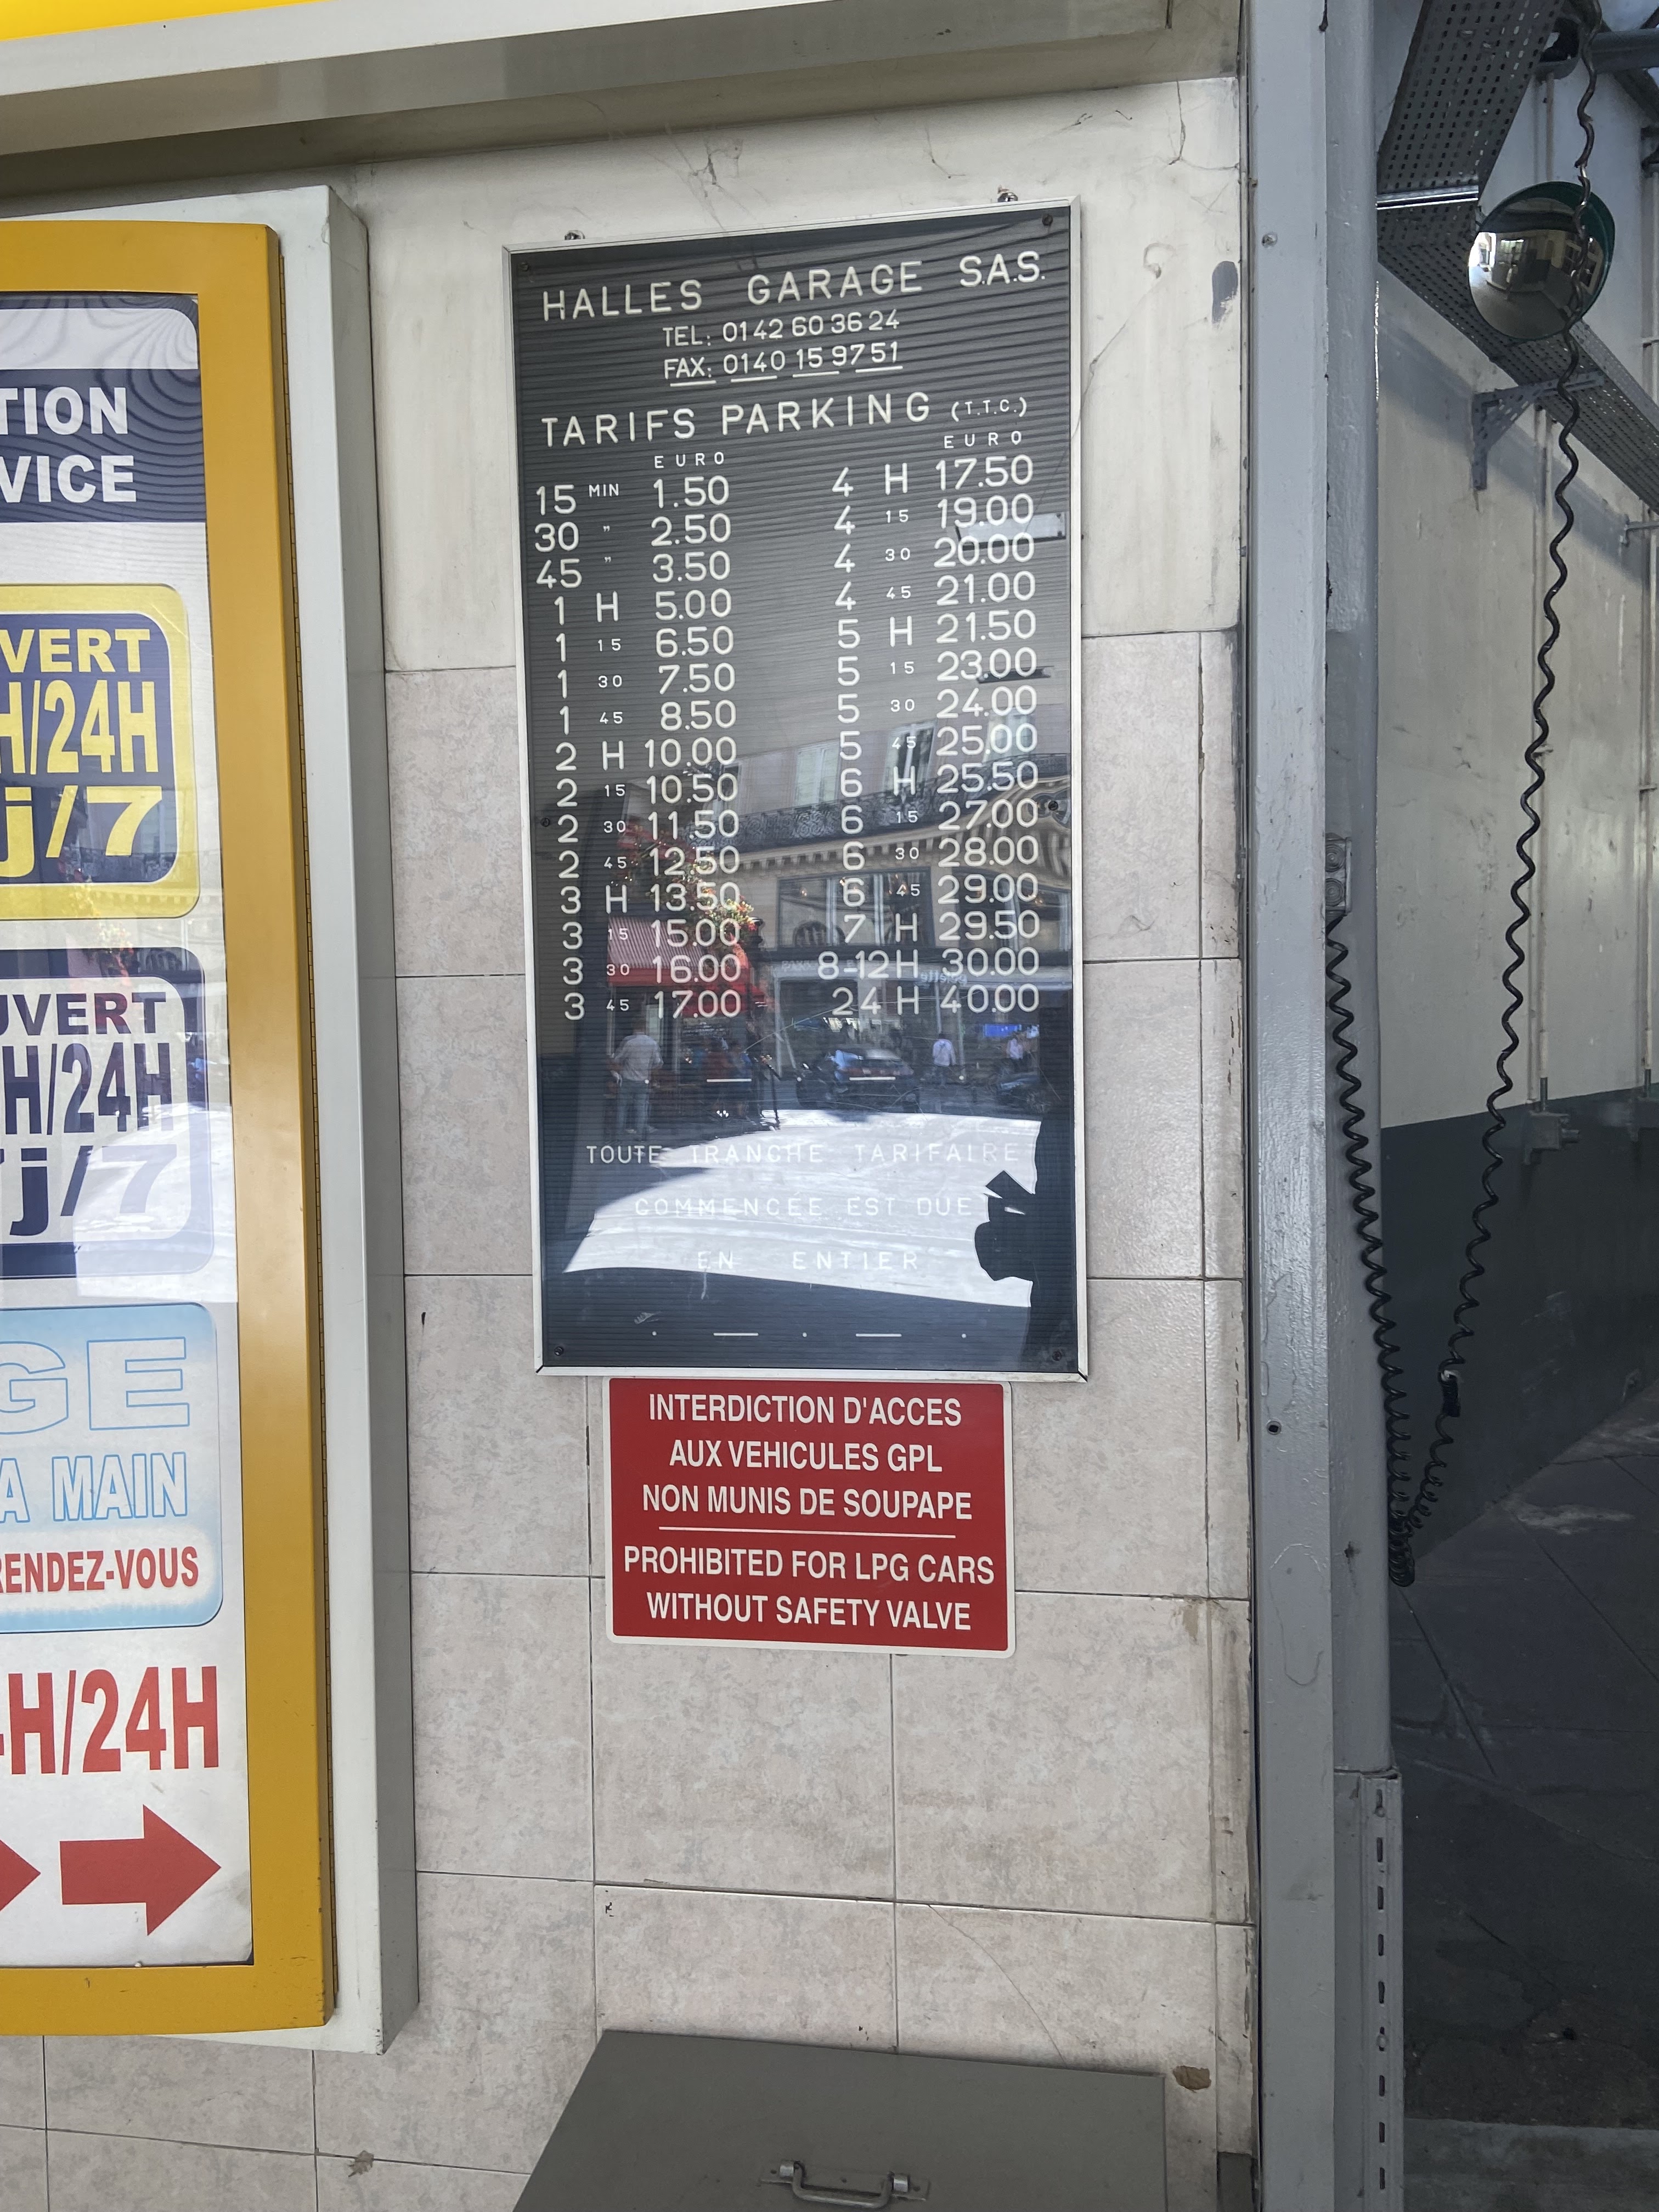 TION
VICE
VERT
H/24H
j/7
UVERT
H/24H
j/7
GE
A MAIN
RENDEZ-VOUS
H/24H
HALLES GARAGE S.A.S.
TEL: 01 42 60 36 24
FAX: 01 40 15 97 51
TARIFS PARKING (T.T.C.)
EURO EURO
15 MIN 1.50 4 H 17.50
30 " 2.50 4 15 19.00
45 " 3.50 4 30 20.00
1 H 5.00 4 45 21.00
1 15 6.50 5 H 21.50
1 30 7.50 5 15 23.00
1 45 8.50 5 30 24.00
2 H 10.00 5 45 25.00
2 15 10.50 6 H 25.50
2 30 11.50 6 15 27.00
2 45 12.50 6 30 28.00
3 H 13.50 6 45 29.00
3 15 15.00 7 H 29.50
3 30 16.00 8-12 H 30.00
3 45 17.00 24 H 40.00
TOUTE TRANCHE TARIFAIRE
COMMENCEE EST DUE
EN ENTIER
INTERDICTION D'ACCES
AUX VEHICULES GPL
NON MUNIS DE SOUPAPE
PROHIBITED FOR LPG CARS
WITHOUT SAFETY VALVE